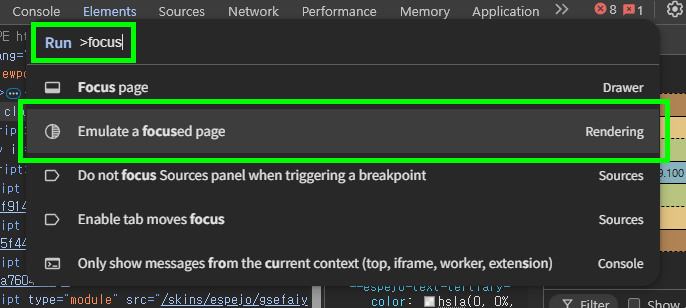 Console Elements Sources Network Performance Memory Application 8 1
Run >focus
Focus page Drawer
Emulate a focused page Rendering
Do not focus Sources panel when triggering a breakpoint Sources
Enable tab moves focus Sources
Only show messages from the current context (top, iframe, worker, extension) Console
ript type="module" src="/skins/espejo/gsefaiy
color: hsla(0, 0%,
Filter Show